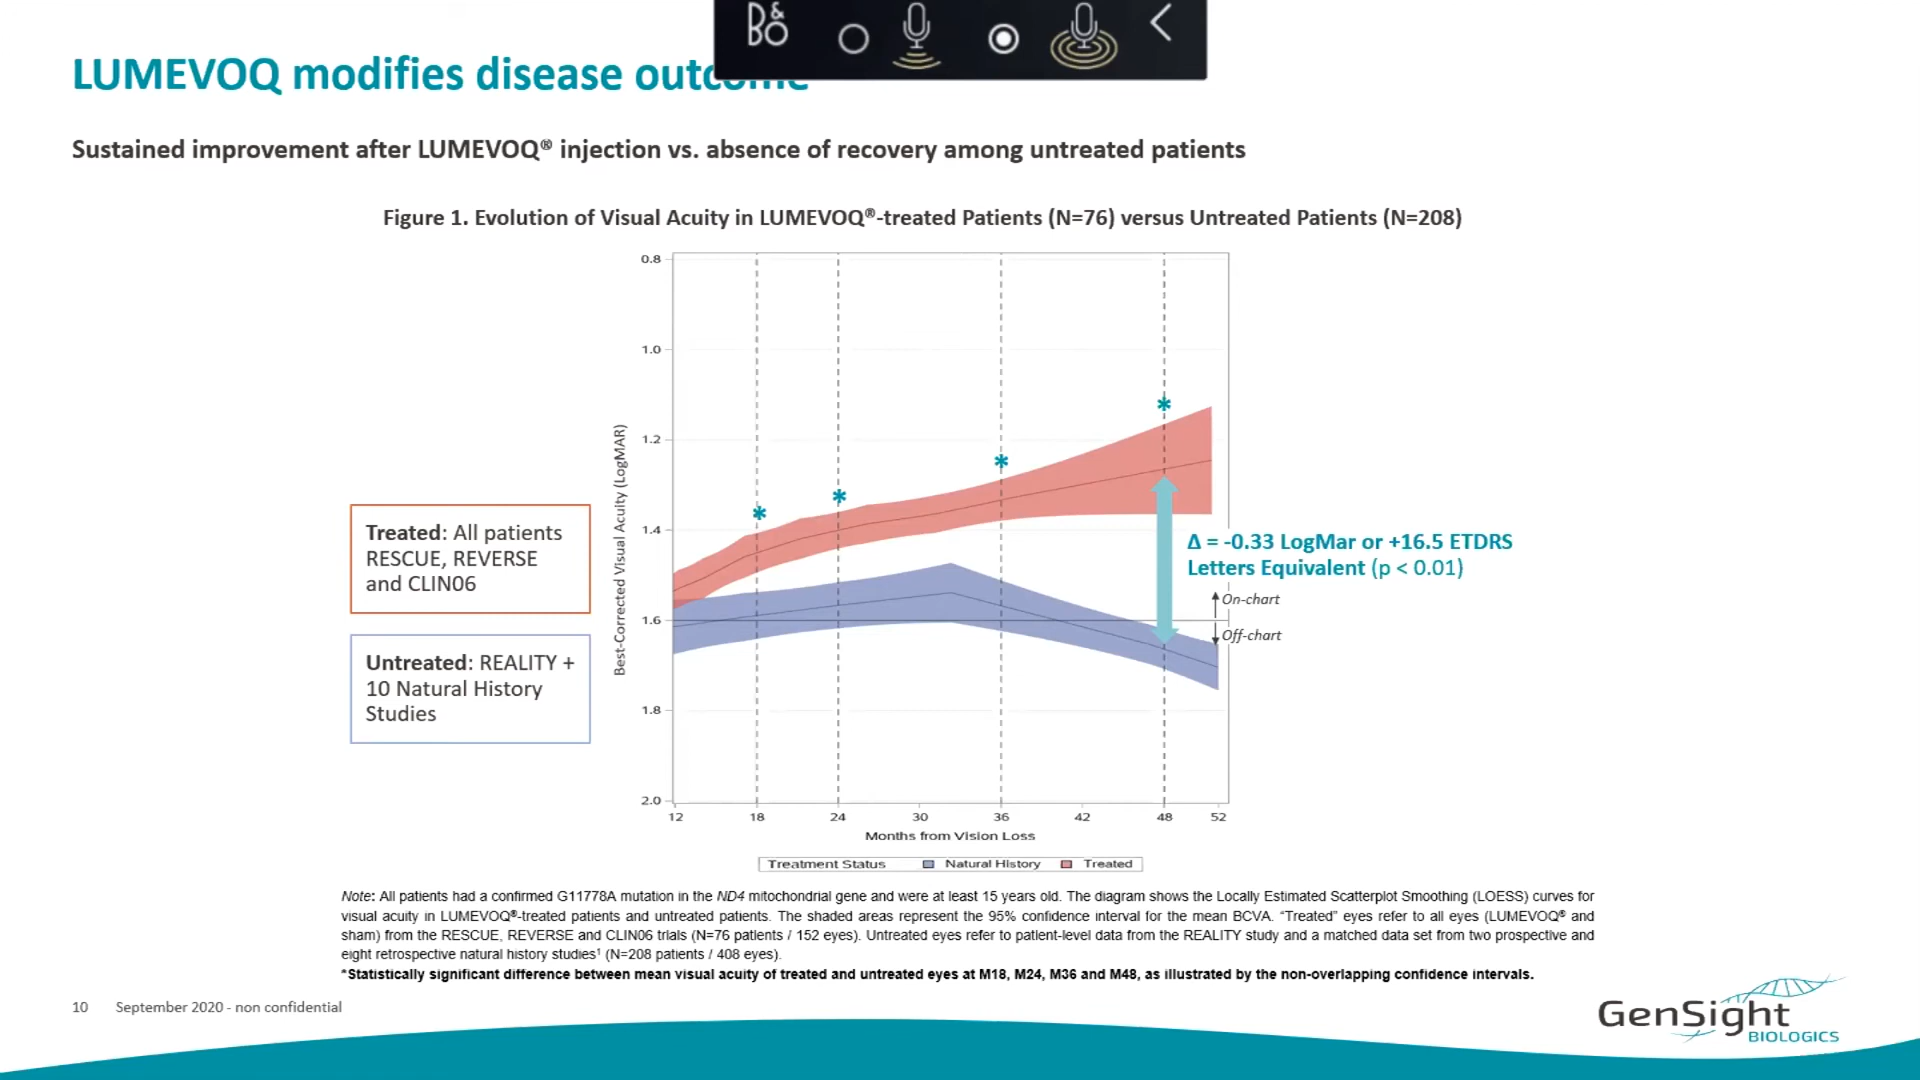 B&O
LUMEVOQ modifies disease outcome
Sustained improvement after LUMEVOQ® injection vs. absence of recovery among untreated patients
Figure 1. Evolution of Visual Acuity in LUMEVOQ®-treated Patients (N=76) versus Untreated Patients (N=208)
0.8
1.0
1.2
1.4
1.6
1.8
2.0
Best-Corrected Visual Acuity (LogMAR)
*
*
*
*
Treated: All patients
RESCUE, REVERSE
and CLIN06
Untreated: REALITY +
10 Natural History
Studies
Δ = -0.33 LogMar or +16.5 ETDRS
Letters Equivalent (p < 0.01)
On-chart
Off-chart
12 18 24 30 36 42 48 52
Months from Vision Loss
Treatment Status Natural History Treated
Note: All patients had a confirmed G11778A mutation in the ND4 mitochondrial gene and were at least 15 years old. The diagram shows the Locally Estimated Scatterplot Smoothing (LOESS) curves for
visual acuity in LUMEVOQ®-treated patients and untreated patients. The shaded areas represent the 95% confidence interval for the mean BCVA. “Treated” eyes refer to all eyes (LUMEVOQ® and
sham) from the RESCUE, REVERSE and CLIN06 trials (N=76 patients / 152 eyes). Untreated eyes refer to patient-level data from the REALITY study and a matched data set from two prospective and
eight retrospective natural history studies¹ (N=208 patients / 408 eyes).
*Statistically significant difference between mean visual acuity of treated and untreated eyes at M18, M24, M36 and M48, as illustrated by the non-overlapping confidence intervals.
10 September 2020 - non confidential
GenSight
BIOLOGICS